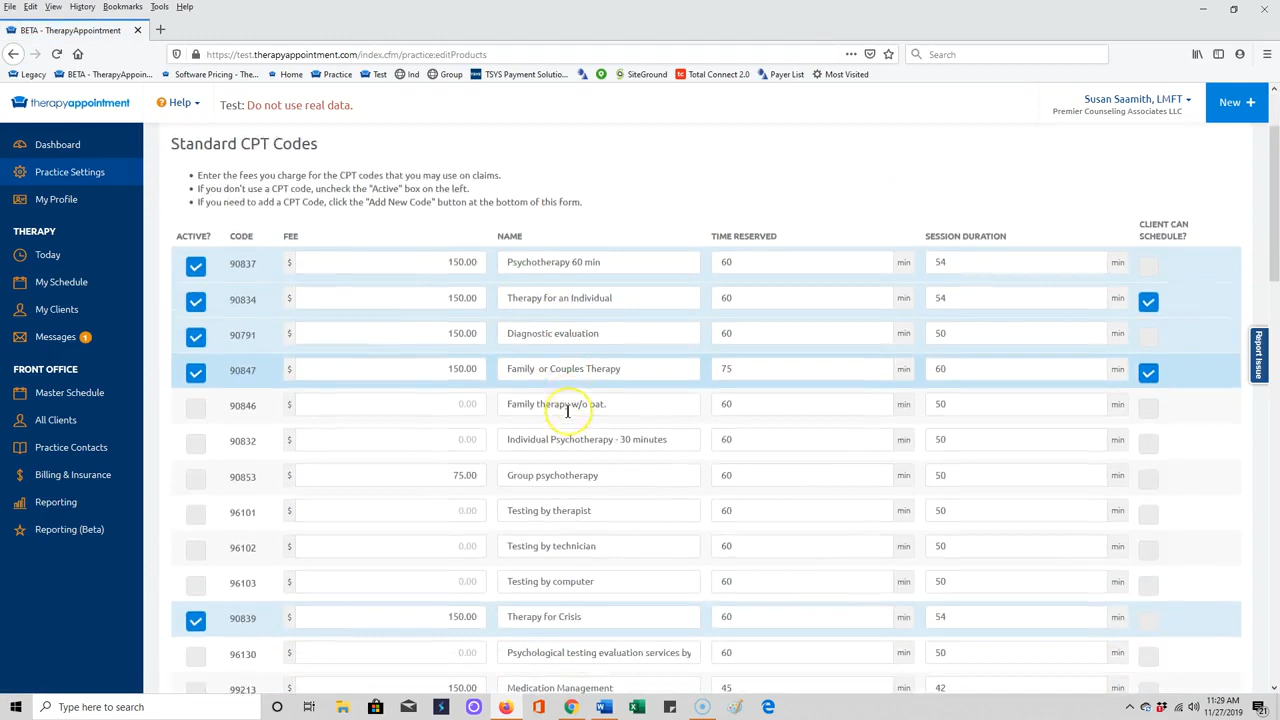 File Edit View History Bookmarks Tools Help
BETA - TherapyAppointment
https://test.therapyappointment.com/index.cfm/practice:editProducts
Search
Legacy BETA - TherapyAppoin... Software Pricing - The... Home Practice Test Ind Group TSYS Payment Solutio... SiteGround Total Connect 2.0 Payer List Most Visited
therapyappointment
Help
Test: Do not use real data.
Susan Saamith, LMFT
Premier Counseling Associates LLC
New +
Dashboard
Practice Settings
My Profile
THERAPY
Today
My Schedule
My Clients
Messages 1
FRONT OFFICE
Master Schedule
All Clients
Practice Contacts
Billing & Insurance
Reporting
Reporting (Beta)
Standard CPT Codes
• Enter the fees you charge for the CPT codes that you may use on claims.
• If you don't use a CPT code, uncheck the "Active" box on the left.
• If you need to add a CPT Code, click the "Add New Code" button at the bottom of this form.
ACTIVE? CODE FEE NAME TIME RESERVED SESSION DURATION CLIENT CAN SCHEDULE?
90837 $ 150.00 Psychotherapy 60 min 60 min 54 min
90834 $ 150.00 Therapy for an Individual 60 min 54 min
90791 $ 150.00 Diagnostic evaluation 60 min 50 min
90847 $ 150.00 Family or Couples Therapy 75 min 60 min
90846 $ 0.00 Family therapy w/o pat. 60 min 50 min
90832 $ 0.00 Individual Psychotherapy - 30 minutes 60 min 50 min
90853 $ 75.00 Group psychotherapy 60 min 50 min
96101 $ 0.00 Testing by therapist 60 min 50 min
96102 $ 0.00 Testing by technician 60 min 50 min
96103 $ 0.00 Testing by computer 60 min 50 min
90839 $ 150.00 Therapy for Crisis 60 min 54 min
96130 $ 0.00 Psychological testing evaluation services by 60 min 50 min
99213 $ 150.00 Medication Management 45 min 42 min
Report Issue
Type here to search
11:29 AM
11/27/2019
21